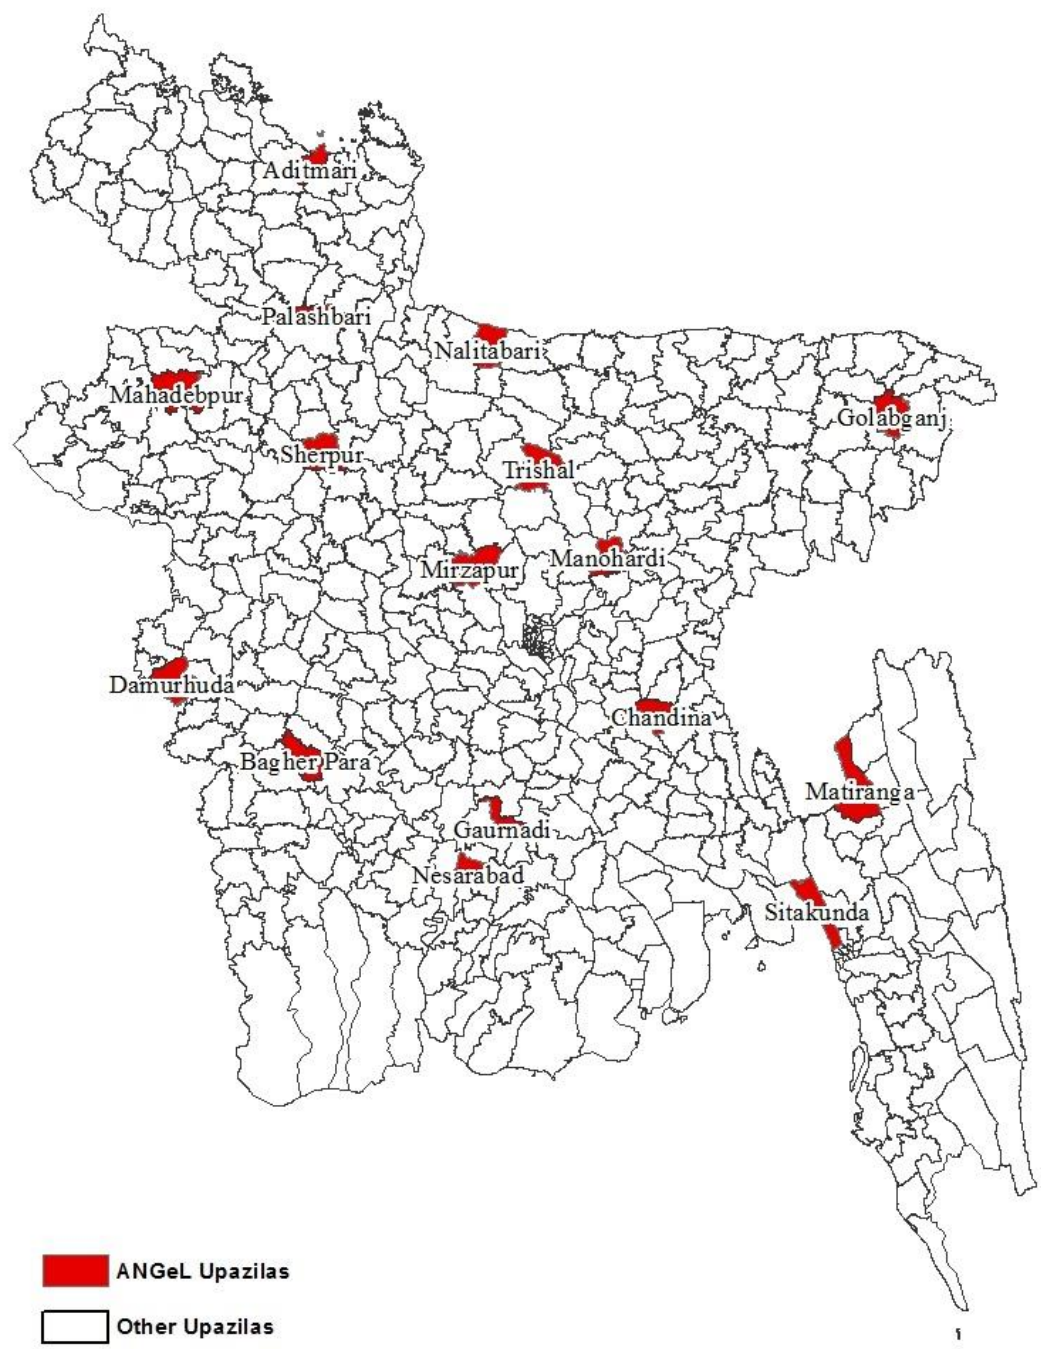 Aditmari
Palashbari
Nalitabari
Mahadebpur
Golabganj
Sherpur
Trishal
Manohardi
Mirzapur
Damurhuda
Chandina
Bagher Para
Matiranga
Gaurnadi
Nesarabad
Sitakunda
ANGeL Upazilas
Other Upazilas